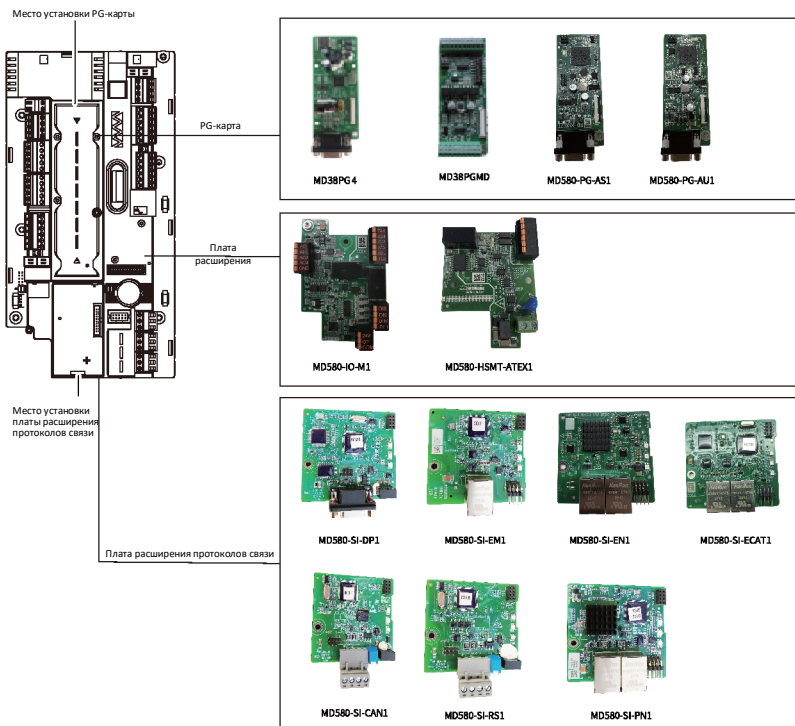 Место установки PG-карты
PG-карта
MD38PG4
MD38PGMD
MD580-PG-AS1
MD580-PG-AU1
Плата
расширения
MD580-IO-M1
MD580-HSMT-ATEX1
Место установки
платы расширения
протоколов связи
Плата расширения протоколов связи
MD580-SI-DP1
MD580-SI-EM1
MD580-SI-EN1
MD580-SI-ECAT1
MD580-SI-CAN1
MD580-SI-RS1
MD580-SI-PN1